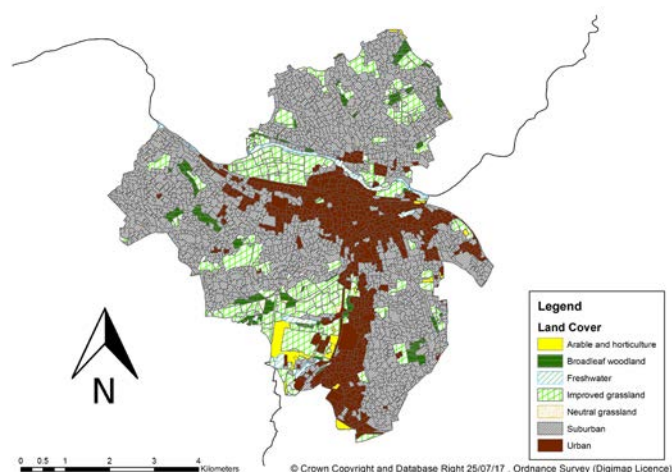 N
Legend
Land Cover
Arable and horticulture
Broadleaf woodland
Freshwater
Improved grassland
Neutral grassland
Suburban
Urban
0 0.5 1 2 3 4
Kilometers
© Crown Copyright and Database Right 25/07/17 . Ordnance Survey (Digimap Licence)